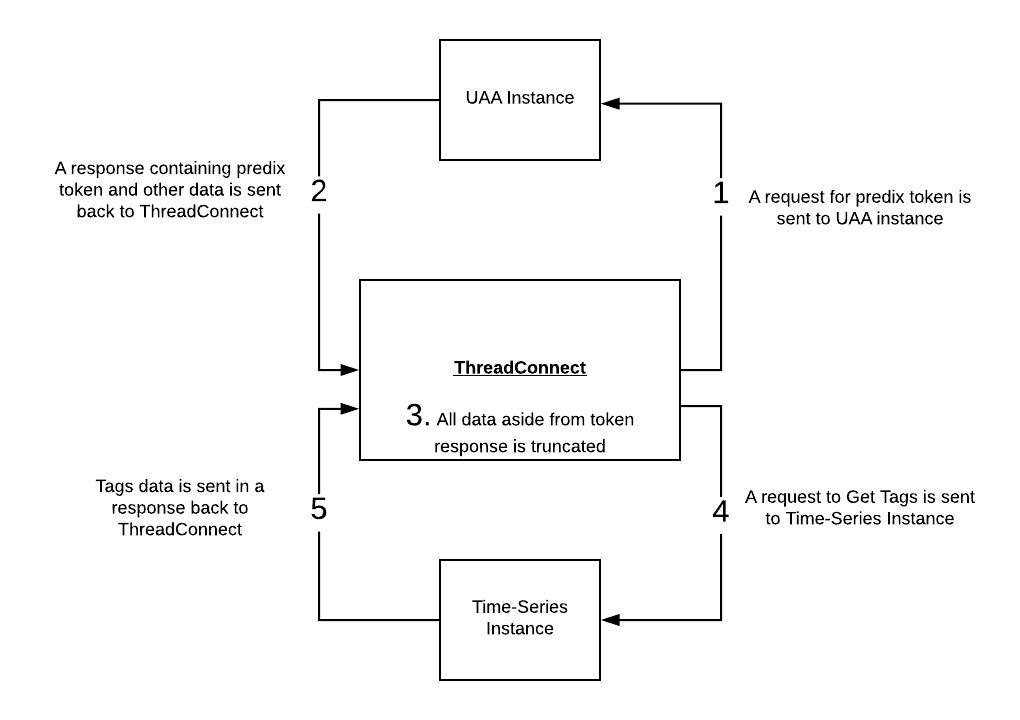 UAA Instance
A response containing predix
token and other data is sent
back to ThreadConnect
2
1
A request for predix token is
sent to UAA instance
ThreadConnect
3. All data aside from token
response is truncated
Tags data is sent in a
response back to
ThreadConnect
5
4
A request to Get Tags is sent
to Time-Series Instance
Time-Series
Instance